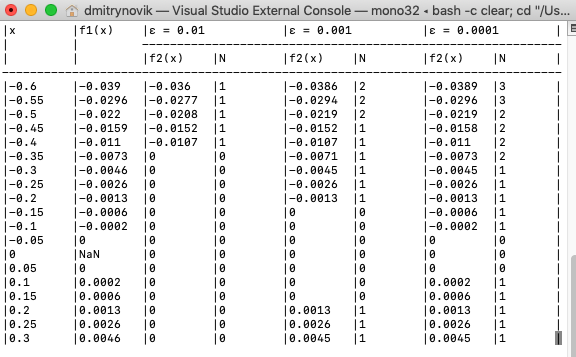 dmitrynovik — Visual Studio External Console — mono32 ◂ bash -c clear; cd "/Us...
|x |f1(x) |ε = 0.01 |ε = 0.001 |ε = 0.0001 |
| | |
| | |f2(x) |N |f2(x) |N |f2(x) |N |
|-0.6 |-0.039 |-0.036 |1 |-0.0386 |2 |-0.0389 |3 |
|-0.55 |-0.0296 |-0.0277 |1 |-0.0294 |2 |-0.0296 |3 |
|-0.5 |-0.022 |-0.0208 |1 |-0.0219 |2 |-0.0219 |2 |
|-0.45 |-0.0159 |-0.0152 |1 |-0.0152 |1 |-0.0158 |2 |
|-0.4 |-0.011 |-0.0107 |1 |-0.0107 |1 |-0.011 |2 |
|-0.35 |-0.0073 |0 |0 |-0.0071 |1 |-0.0073 |2 |
|-0.3 |-0.0046 |0 |0 |-0.0045 |1 |-0.0045 |1 |
|-0.25 |-0.0026 |0 |0 |-0.0026 |1 |-0.0026 |1 |
|-0.2 |-0.0013 |0 |0 |-0.0013 |1 |-0.0013 |1 |
|-0.15 |-0.0006 |0 |0 |0 |0 |-0.0006 |1 |
|-0.1 |-0.0002 |0 |0 |0 |0 |-0.0002 |1 |
|-0.05 |0 |0 |0 |0 |0 |0 |0 |
|0 |NaN |0 |0 |0 |0 |0 |0 |
|0.05 |0 |0 |0 |0 |0 |0 |0 |
|0.1 |0.0002 |0 |0 |0 |0 |0.0002 |1 |
|0.15 |0.0006 |0 |0 |0 |0 |0.0006 |1 |
|0.2 |0.0013 |0 |0 |0.0013 |1 |0.0013 |1 |
|0.25 |0.0026 |0 |0 |0.0026 |1 |0.0026 |1 |
|0.3 |0.0046 |0 |0 |0.0045 |1 |0.0045 |1 |